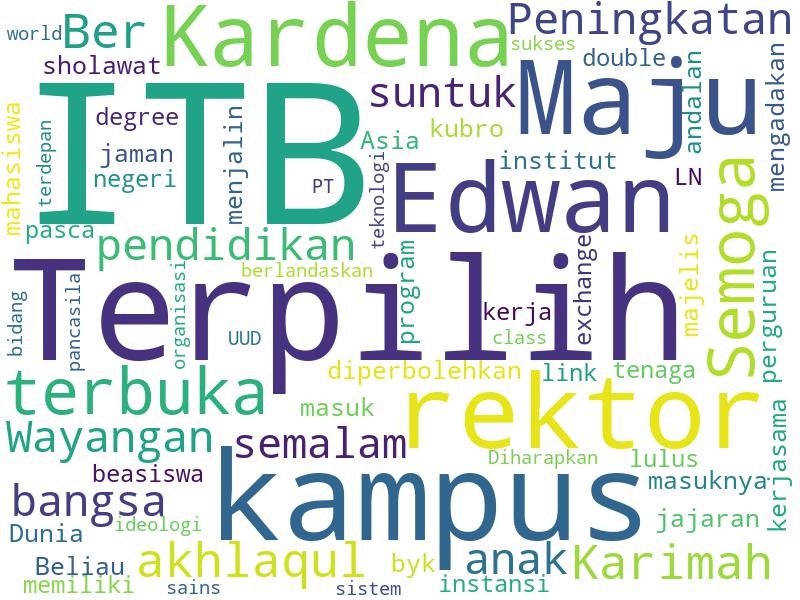 world
Ber
Kardena
Peningkatan
sukses
double
sholawat
suntuk
Maju
andalan
mengadakan
ITB
degree
jaman
negeri
menjalin
PT
Asia
kubro
institut
LN
mahasiswa
terdepan
teknologi
Edwan
Semoga
pasca
pendidikan
berlandaskan
program
exchange
majelis
perguruan
Terpilih
bidang
pancasila
organisasi
UUD
kerja
class
diperbolehkan
link
tenaga
terbuka
masuk
rektor
Wayangan
semalam
Diharapkan
lulus
kerjasama
beasiswa
kampus
masuknya
bangsa
ideologi
jajaran
Dunia
Beliau
akhlaqul
byk
anak
Karimah
memiliki
sains
sistem
instansi